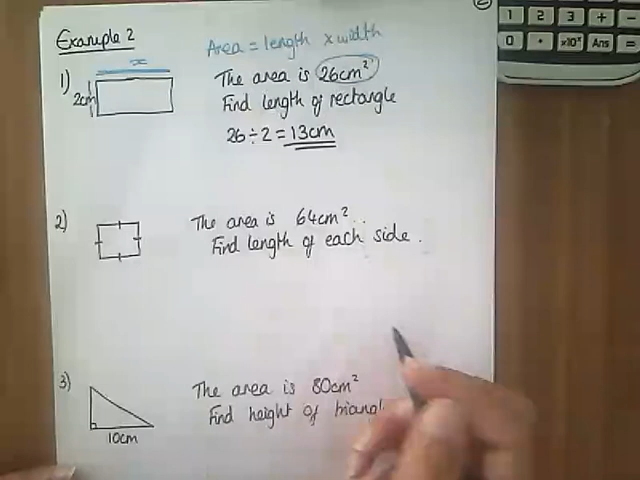 Example 2
Area = length x width
x
1)
2cm
The area is 26cm²
Find length of rectangle
26 ÷ 2 = 13cm
2)
The area is 64cm².
Find length of each side.
3)
10cm
The area is 80cm²
Find height of
1 2 3 + -
0 . x10ˣ Ans =